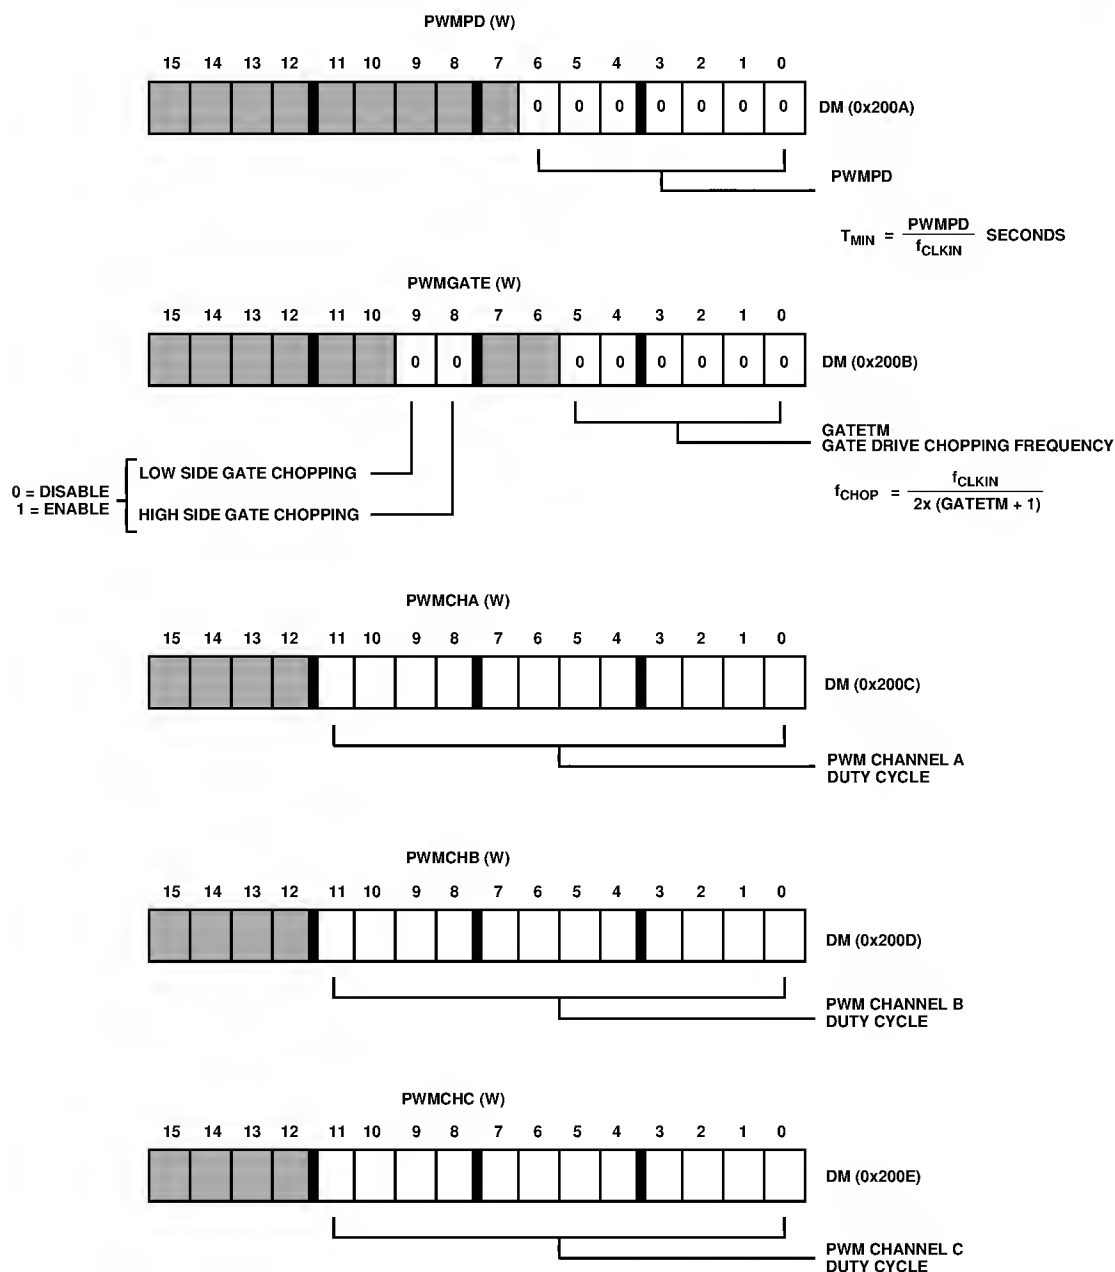 PWMPD (W)
15 14 13 12 11 10 9 8 7 6 5 4 3 2 1 0
0 0 0 0 0 0 0 DM (0x200A)
PWMPD
T_MIN = PWMPD / f_CLKIN SECONDS
PWMGATE (W)
15 14 13 12 11 10 9 8 7 6 5 4 3 2 1 0
0 0 0 0 0 0 0 0 DM (0x200B)
GATETM
GATE DRIVE CHOPPING FREQUENCY
LOW SIDE GATE CHOPPING
0 = DISABLE
1 = ENABLE
HIGH SIDE GATE CHOPPING
f_CHOP = f_CLKIN / 2x (GATETM + 1)
PWMCHA (W)
15 14 13 12 11 10 9 8 7 6 5 4 3 2 1 0
DM (0x200C)
PWM CHANNEL A
DUTY CYCLE
PWMCHB (W)
15 14 13 12 11 10 9 8 7 6 5 4 3 2 1 0
DM (0x200D)
PWM CHANNEL B
DUTY CYCLE
PWMCHC (W)
15 14 13 12 11 10 9 8 7 6 5 4 3 2 1 0
DM (0x200E)
PWM CHANNEL C
DUTY CYCLE